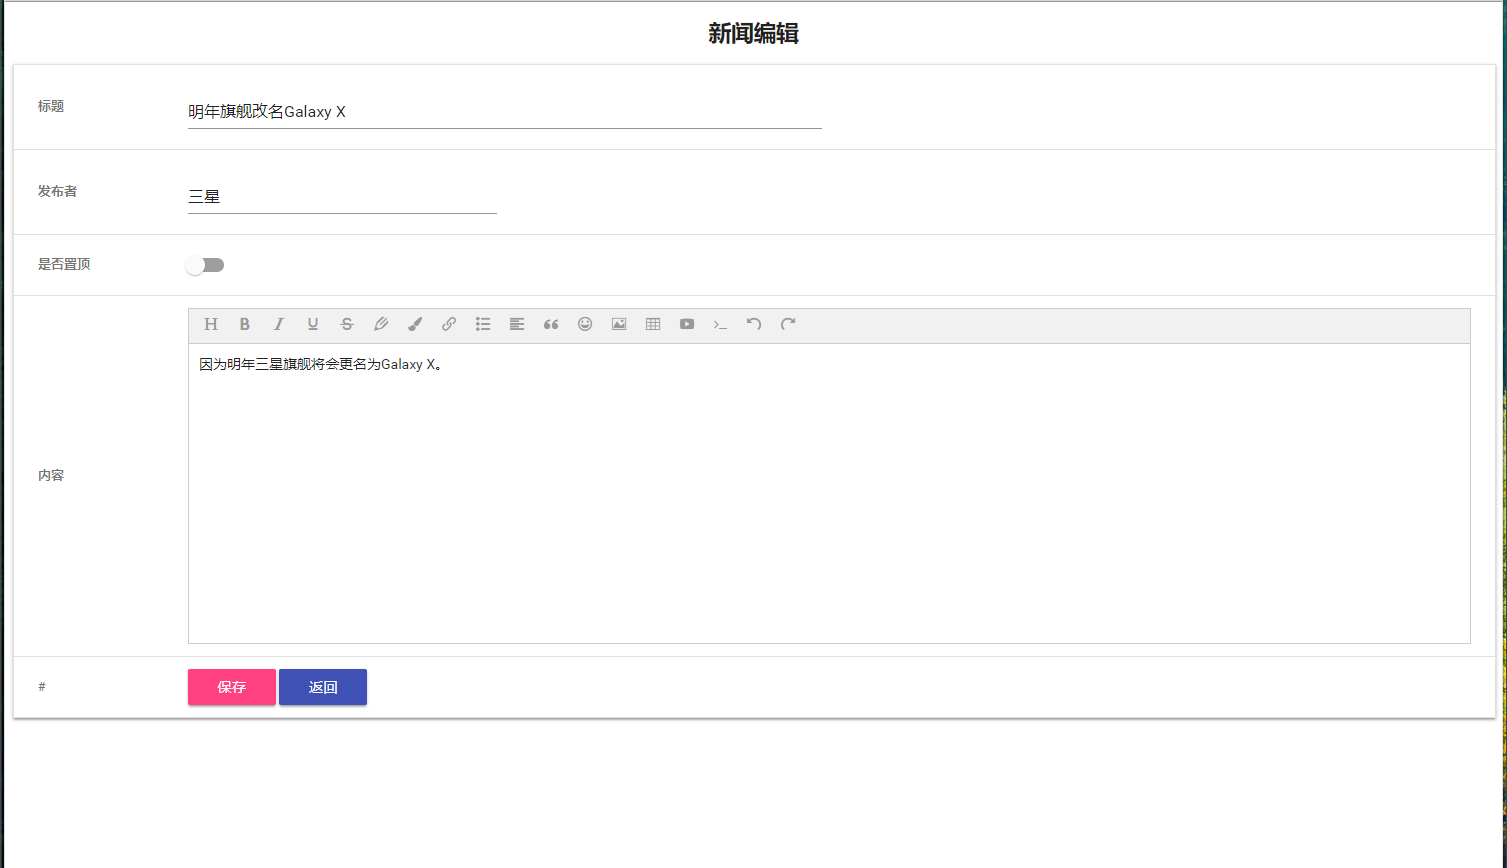 新闻编辑
标题
明年旗舰改名Galaxy X
发布者
三星
是否置顶
因为明年三星旗舰将会更名为Galaxy X。
内容
#
保存 返回